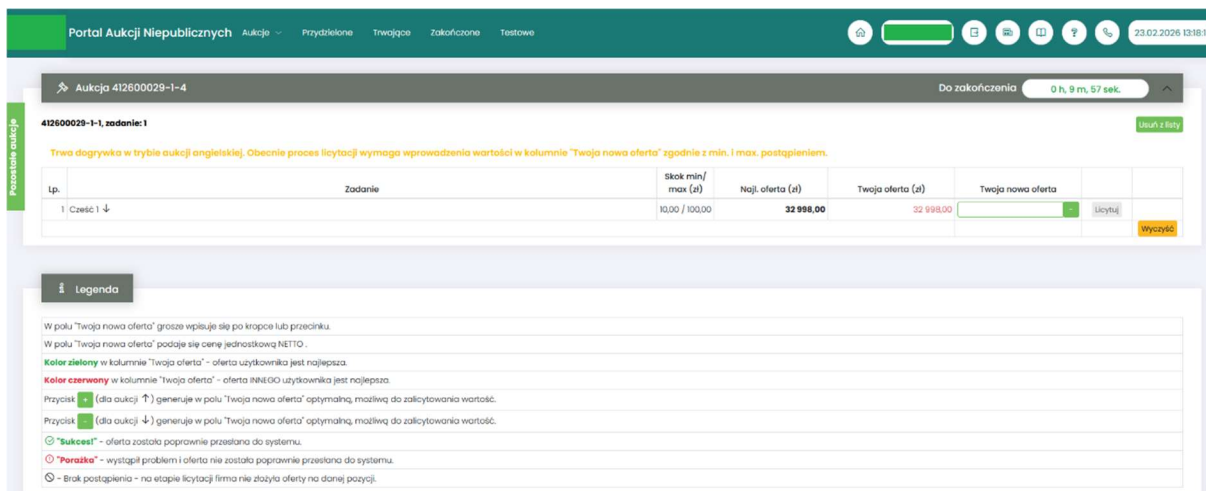 Portal Aukcji Niepublicznych Aukcje Przydzielone Trwające Zakończone Testowe ? 23.02.2026 13:18:1
Aukcja 412600029-1-4 Do zakończenia 0 h, 9 m, 57 sek.
Pozostałe aukcje
412600029-1-1, zadanie: 1 Usuń z listy
Trwa dogrywka w trybie aukcji angielskiej. Obecnie proces licytacji wymaga wprowadzenia wartości w kolumnie "Twoja nowa oferta" zgodnie z min. i max. postąpieniem.
Lp. Zadanie Skok min/ max (zł) Najl. oferta (zł) Twoja oferta (zł) Twoja nowa oferta
1 Cześć 1 ↓ 10,00 / 100,00 32 998,00 32 998,00 - Licytuj
Wyczyść
Legenda
W polu "Twoja nowa oferta" grosze wpisuje się po kropce lub przecinku.
W polu "Twoja nowa oferta" podaje się cenę jednostkową NETTO .
Kolor zielony w kolumnie "Twoja oferta" - oferta użytkownika jest najlepsza.
Kolor czerwony w kolumnie "Twoja oferta" - oferta INNEGO użytkownika jest najlepsza.
Przycisk + (dla aukcji ↑) generuje w polu "Twoja nowa oferta" optymalną, możliwą do zalicytowania wartość.
Przycisk - (dla aukcji ↓) generuje w polu "Twoja nowa oferta" optymalną, możliwą do zalicytowania wartość.
"Sukces!" - oferta została poprawnie przesłana do systemu.
"Porażka" - wystąpił problem i oferta nie została poprawnie przesłana do systemu.
- Brak postąpienia - na etapie licytacji firma nie złożyła oferty na danej pozycji.